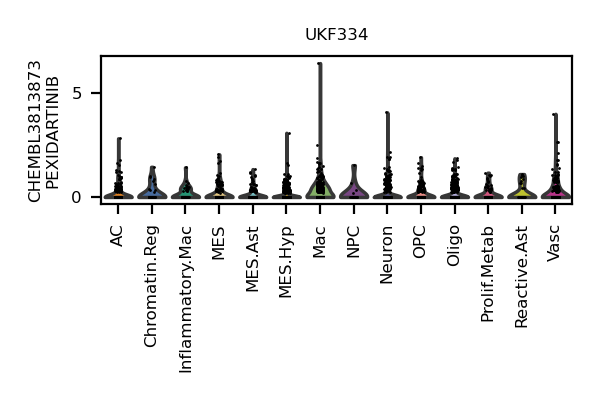 UKF334
CHEMBL3813873
PEXIDARTINIB
5
0
AC
Chromatin.Reg
Inflammatory.Mac
MES
MES.Ast
MES.Hyp
Mac
NPC
Neuron
OPC
Oligo
Prolif.Metab
Reactive.Ast
Vasc